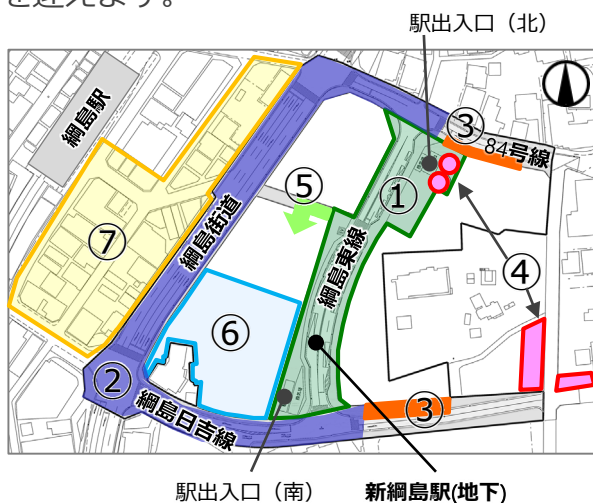 を迎えます。
駅出入口（北）
綱島駅
③
84号線
⑤
①
綱島街道
綱島東線
⑦
④
⑥
②
綱島日吉線
③
駅出入口（南）
新綱島駅(地下)